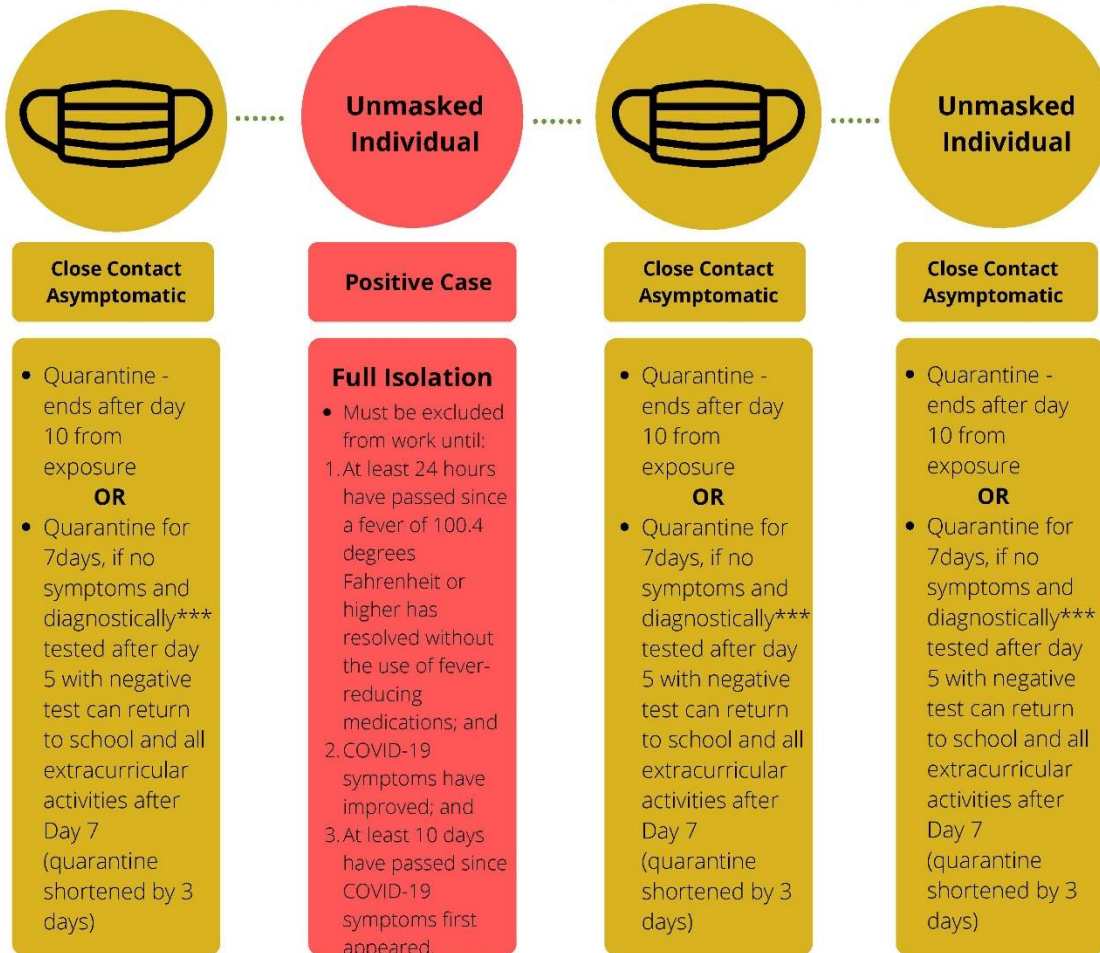 Unmasked
Individual
Unmasked
Individual
Close Contact
Asymptomatic
Positive Case
Close Contact
Asymptomatic
Close Contact
Asymptomatic
• Quarantine -
ends after day
10 from
exposure
OR
• Quarantine for
7days, if no
symptoms and
diagnostically***
tested after day
5 with negative
test can return
to school and all
extracurricular
activities after
Day 7
(quarantine
shortened by 3
days)
Full Isolation
• Must be excluded
from work until:
1. At least 24 hours
have passed since
a fever of 100.4
degrees
Fahrenheit or
higher has
resolved without
the use of fever-
reducing
medications; and
2. COVID-19
symptoms have
improved; and
3. At least 10 days
have passed since
COVID-19
symptoms first
appeared
• Quarantine -
ends after day
10 from
exposure
OR
• Quarantine for
7days, if no
symptoms and
diagnostically***
tested after day
5 with negative
test can return
to school and all
extracurricular
activities after
Day 7
(quarantine
shortened by 3
days)
• Quarantine -
ends after day
10 from
exposure
OR
• Quarantine for
7days, if no
symptoms and
diagnostically***
tested after day
5 with negative
test can return
to school and all
extracurricular
activities after
Day 7
(quarantine
shortened by 3
days)